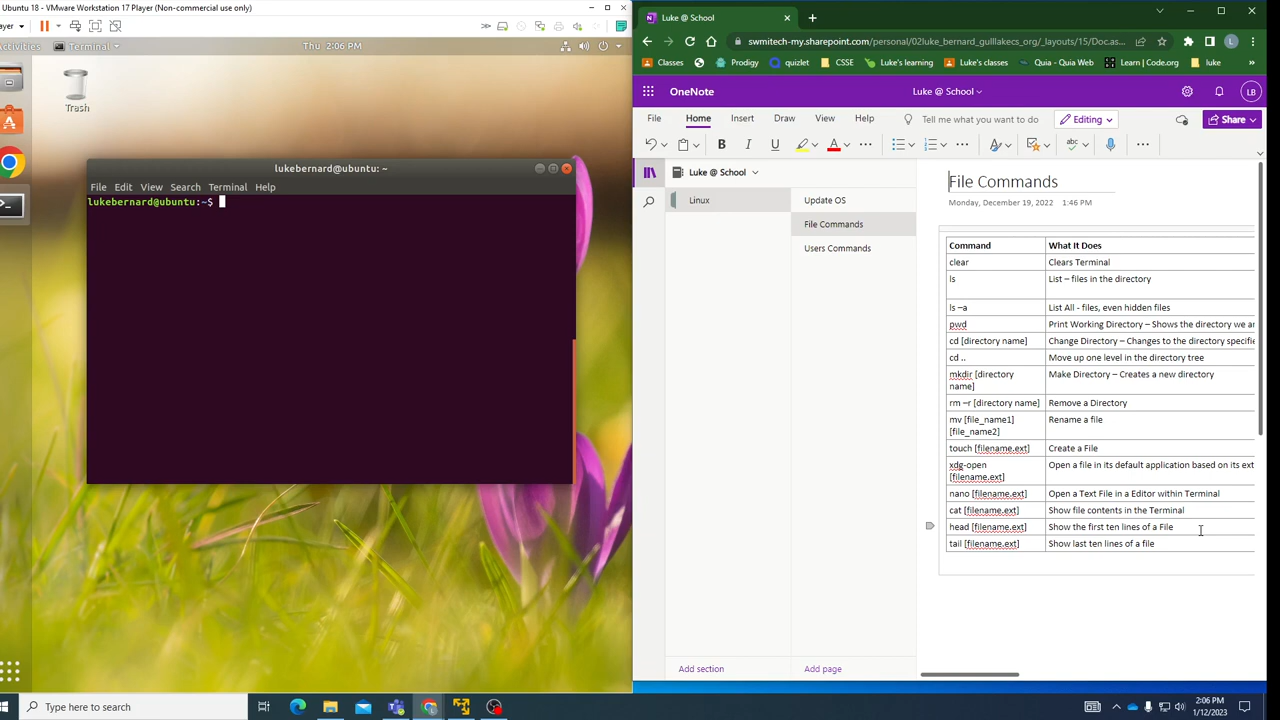 Ubuntu 18 - VMware Workstation 17 Player (Non-commercial use only)
ayer
Activities
Terminal
Thu 2:06 PM
Trash
lukebernard@ubuntu: ~
File Edit View Search Terminal Help
lukebernard@ubuntu:~$
Luke @ School
swmitech-my.sharepoint.com/personal/02luke_bernard_gulllakecs_org/_layouts/15/Doc.as...
L
Classes CSSE Prodigy quizlet CSSE Luke's learning Luke's classes Quia - Quia Web Learn | Code.org luke
OneNote
Luke @ School
LB
File Home Insert Draw View Help Tell me what you want to do Editing Share
B I U A abc
Luke @ School
Linux
Update OS
File Commands
Users Commands
Add section
Add page
File Commands
Monday, December 19, 2022 1:46 PM
Command What It Does
clear Clears Terminal
ls List – files in the directory
ls –a List All - files, even hidden files
pwd Print Working Directory – Shows the directory we ar
cd [directory name] Change Directory – Changes to the directory specifie
cd .. Move up one level in the directory tree
mkdir [directory name] Make Directory – Creates a new directory
rm –r [directory name] Remove a Directory
mv [file_name1] [file_name2] Rename a file
touch [filename.ext] Create a File
xdg-open [filename.ext] Open a file in its default application based on its ext
nano [filename.ext] Open a Text File in a Editor within Terminal
cat [filename.ext] Show file contents in the Terminal
head [filename.ext] Show the first ten lines of a File
tail [filename.ext] Show last ten lines of a file
Type here to search
2:06 PM
1/12/2023